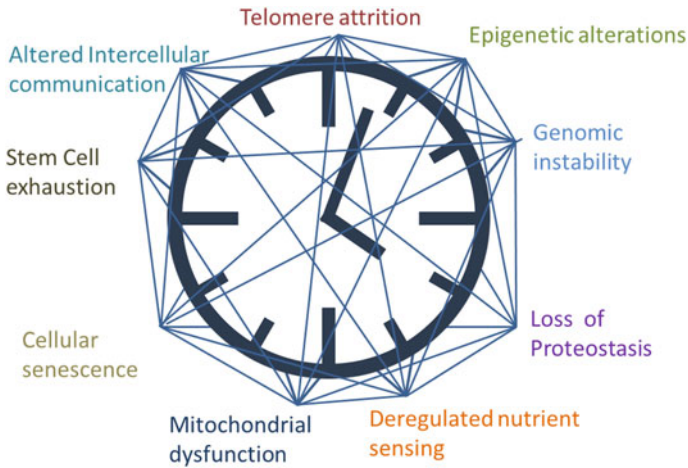 Telomere attrition
Epigenetic alterations
Altered Intercellular
communication
Genomic
instability
Stem Cell
exhaustion
Loss of
Proteostasis
Cellular
senescence
Mitochondrial
dysfunction
Deregulated nutrient
sensing